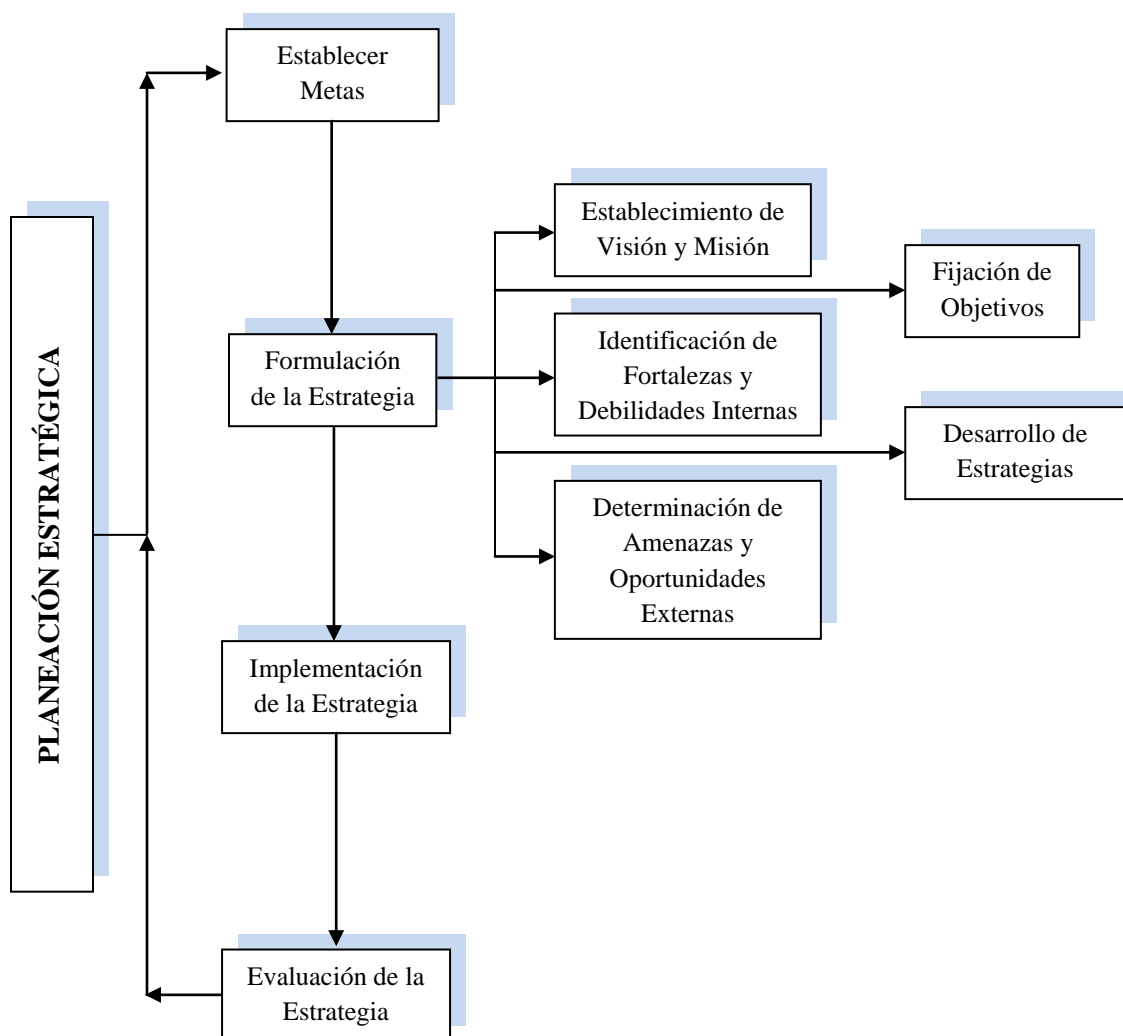 Establecer
Metas
PLANEACIÓN ESTRATÉGICA
Establecimiento de
Visión y Misión
Fijación de
Objetivos
Formulación
de la Estrategia
Identificación de
Fortalezas y
Debilidades Internas
Desarrollo de
Estrategias
Determinación de
Amenazas y
Oportunidades
Externas
Implementación
de la Estrategia
Evaluación de la
Estrategia